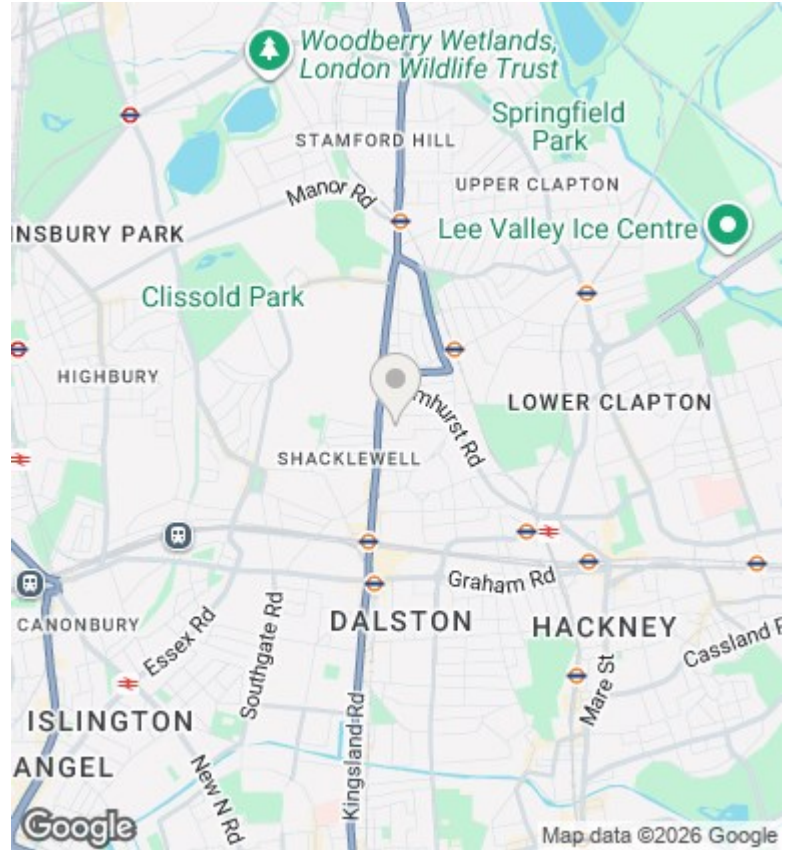 Woodberry Wetlands,
London Wildlife Trust
Springfield
Park
STAMFORD HILL
UPPER CLAPTON
Manor Rd
INSBURY PARK
Lee Valley Ice Centre
Clissold Park
HIGHBURY
mhurst Rd
LOWER CLAPTON
SHACKLEWELL
Graham Rd
DALSTON
HACKNEY
CANONBURY
Essex Rd
Southgate Rd
Cassland R
Mare St
ISLINGTON
ANGEL
New N Rd
Kingsland Rd
Google
Map data ©2026 Google